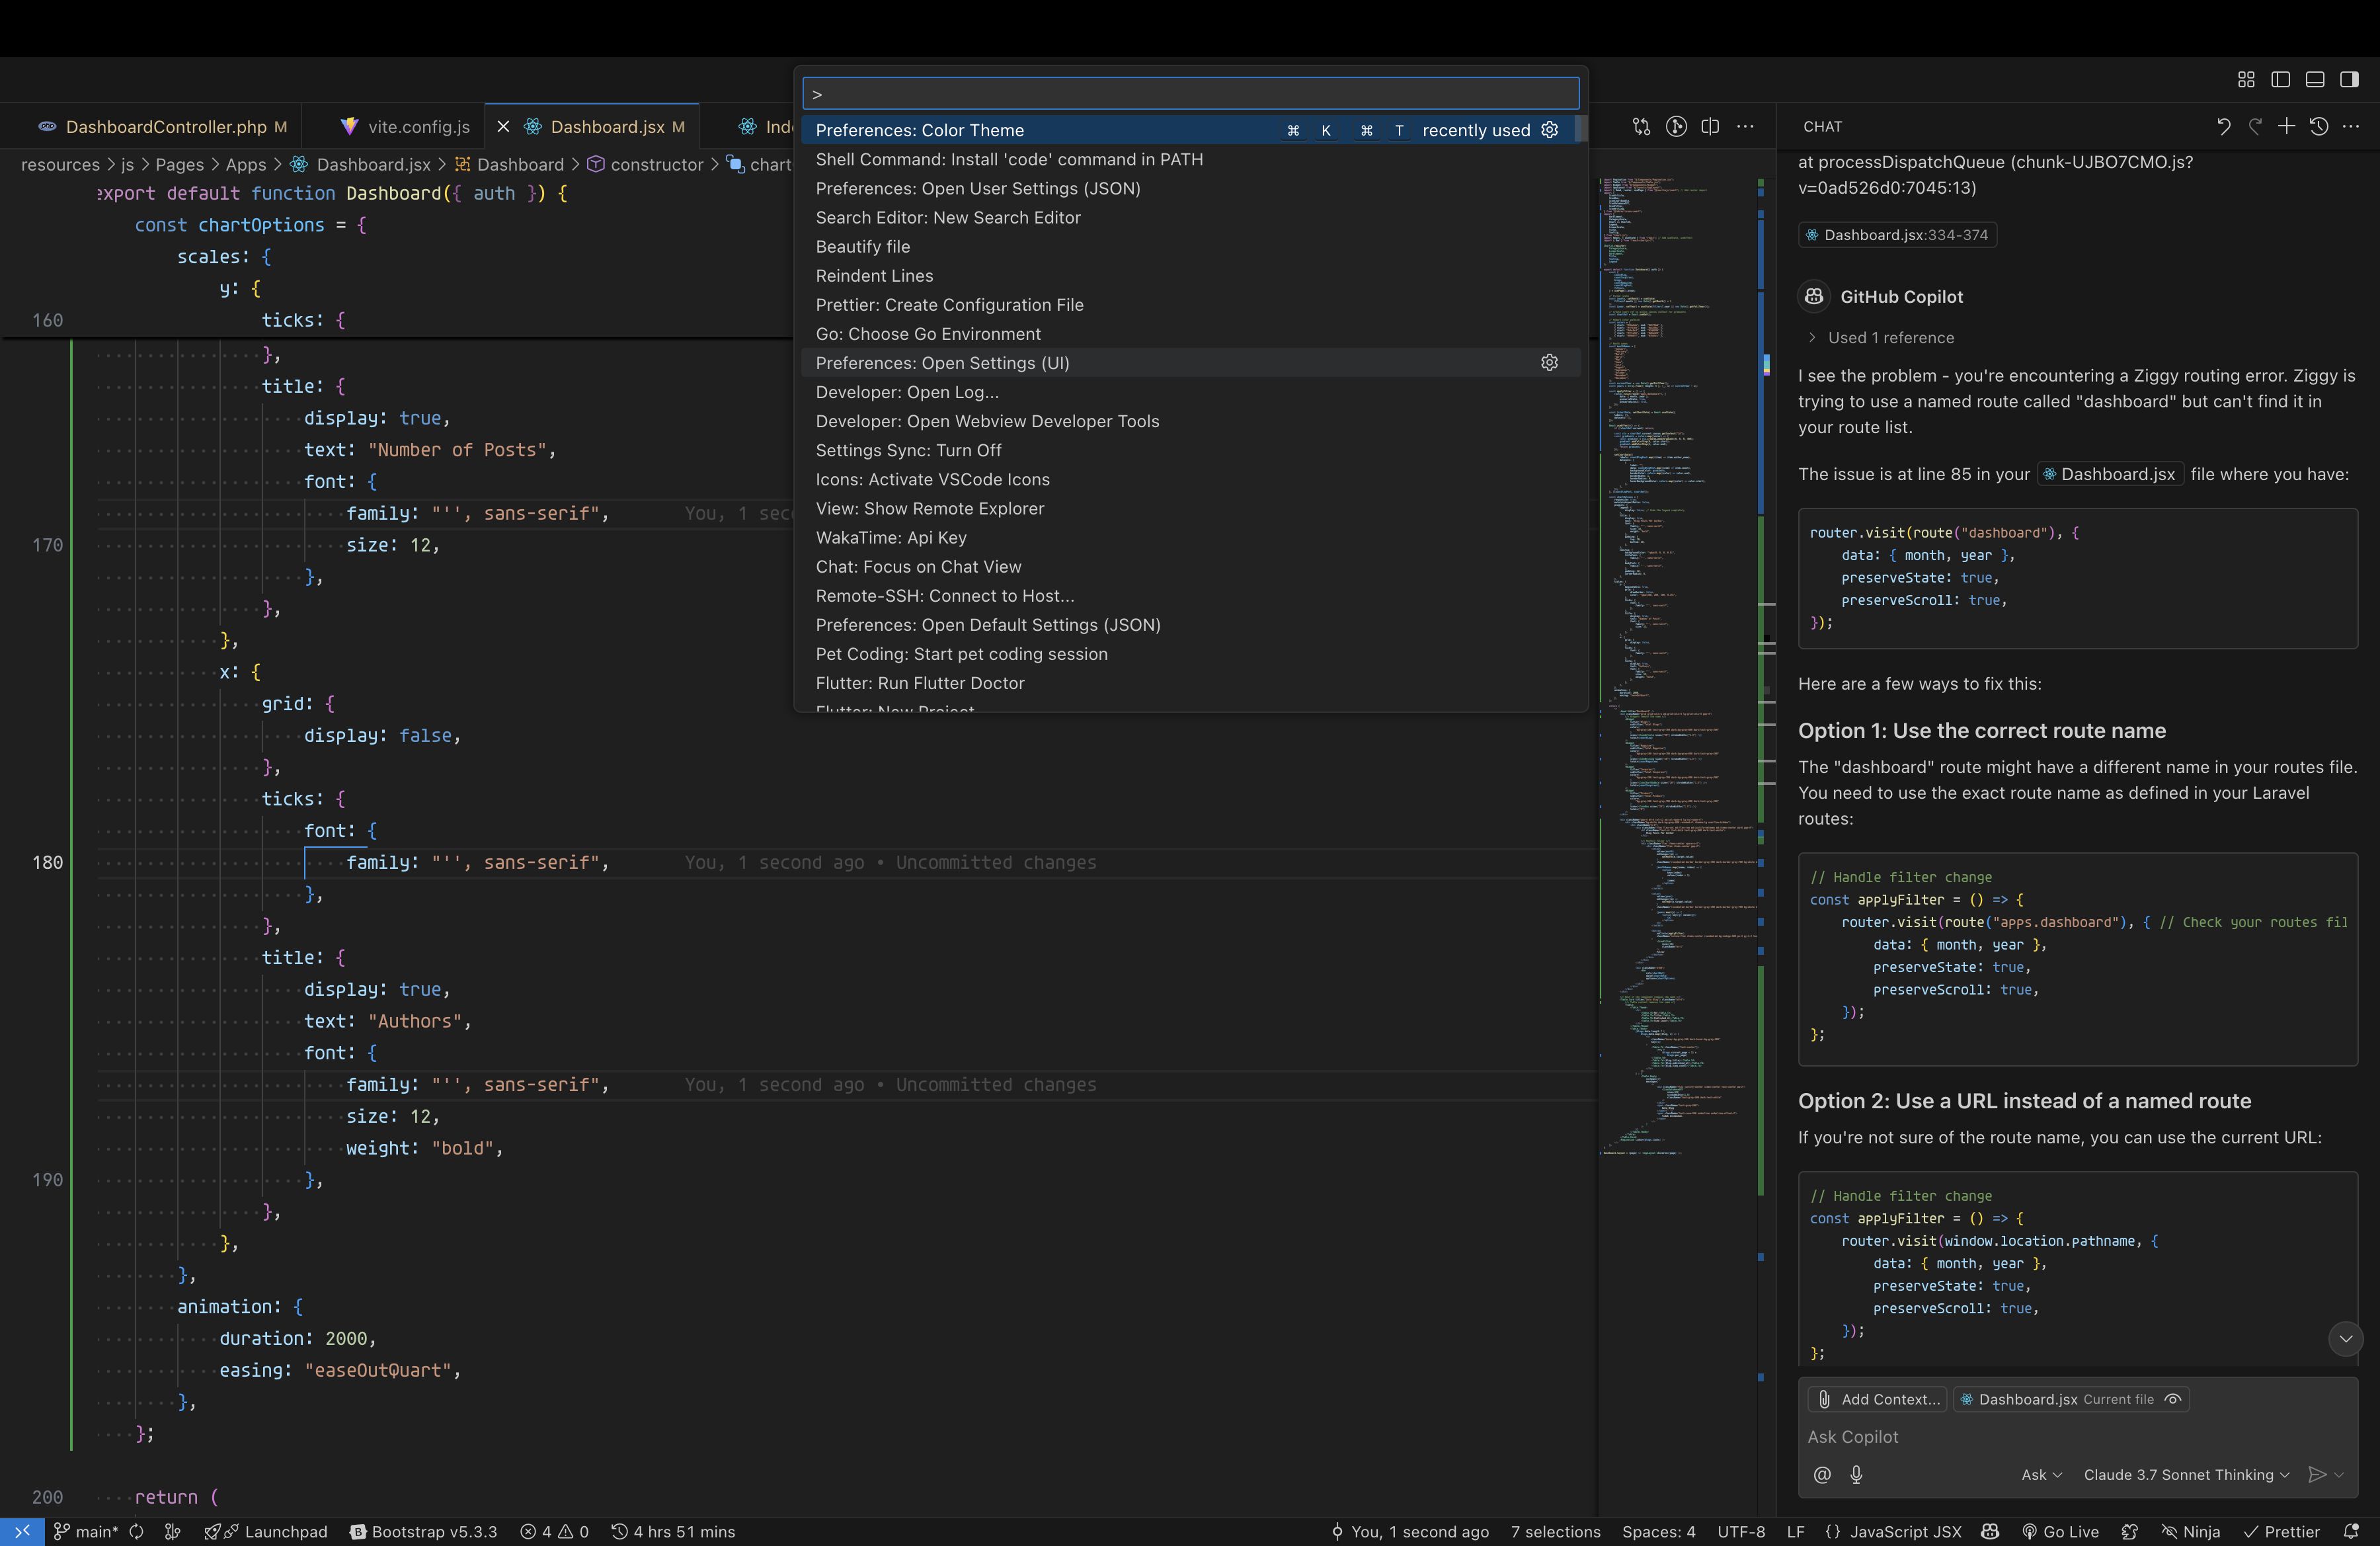 >
Preferences: Color Theme ⌘ K ⌘ T recently used
Shell Command: Install 'code' command in PATH
Preferences: Open User Settings (JSON)
Search Editor: New Search Editor
Beautify file
Reindent Lines
Prettier: Create Configuration File
Go: Choose Go Environment
Preferences: Open Settings (UI)
Developer: Open Log...
Developer: Open Webview Developer Tools
Settings Sync: Turn Off
Icons: Activate VSCode Icons
View: Show Remote Explorer
WakaTime: Api Key
Chat: Focus on Chat View
Remote-SSH: Connect to Host...
Preferences: Open Default Settings (JSON)
Pet Coding: Start pet coding session
Flutter: Run Flutter Doctor
Flutter: New Project
DashboardController.php M
vite.config.js
Dashboard.jsx M
resources > js > Pages > Apps > Dashboard.jsx > Dashboard > constructor >
export default function Dashboard({ auth }) {
const chartOptions = {
scales: {
y: {
160 ticks: {
},
title: {
display: true,
text: "Number of Posts",
font: {
family: "'', sans-serif",
170 size: 12,
},
},
},
x: {
grid: {
display: false,
},
ticks: {
font: {
180 family: "'', sans-serif", You, 1 second ago • Uncommitted changes
},
},
title: {
display: true,
text: "Authors",
font: {
family: "'', sans-serif", You, 1 second ago • Uncommitted changes
size: 12,
weight: "bold",
190 },
},
},
},
animation: {
duration: 2000,
easing: "easeOutQuart",
},
};
200 return (
CHAT
at processDispatchQueue (chunk-UJBO7CMO.js?
v=0ad526d0:7045:13)
Dashboard.jsx:334-374
GitHub Copilot
> Used 1 reference
I see the problem - you're encountering a Ziggy routing error. Ziggy is
trying to use a named route called "dashboard" but can't find it in
your route list.
The issue is at line 85 in your Dashboard.jsx file where you have:
router.visit(route("dashboard"), {
data: { month, year },
preserveState: true,
preserveScroll: true,
});
Here are a few ways to fix this:
Option 1: Use the correct route name
The "dashboard" route might have a different name in your routes file.
You need to use the exact route name as defined in your Laravel
routes:
// Handle filter change
const applyFilter = () => {
router.visit(route("apps.dashboard"), { // Check your routes fil
data: { month, year },
preserveState: true,
preserveScroll: true,
});
};
Option 2: Use a URL instead of a named route
If you're not sure of the route name, you can use the current URL:
// Handle filter change
const applyFilter = () => {
router.visit(window.location.pathname, {
data: { month, year },
preserveState: true,
preserveScroll: true,
});
};
Add Context... Dashboard.jsx Current file
Ask Copilot
@ Ask Claude 3.7 Sonnet Thinking
main* Launchpad B Bootstrap v5.3.3 4 0 4 hrs 51 mins You, 1 second ago 7 selections Spaces: 4 UTF-8 LF {} JavaScript JSX Go Live Ninja Prettier